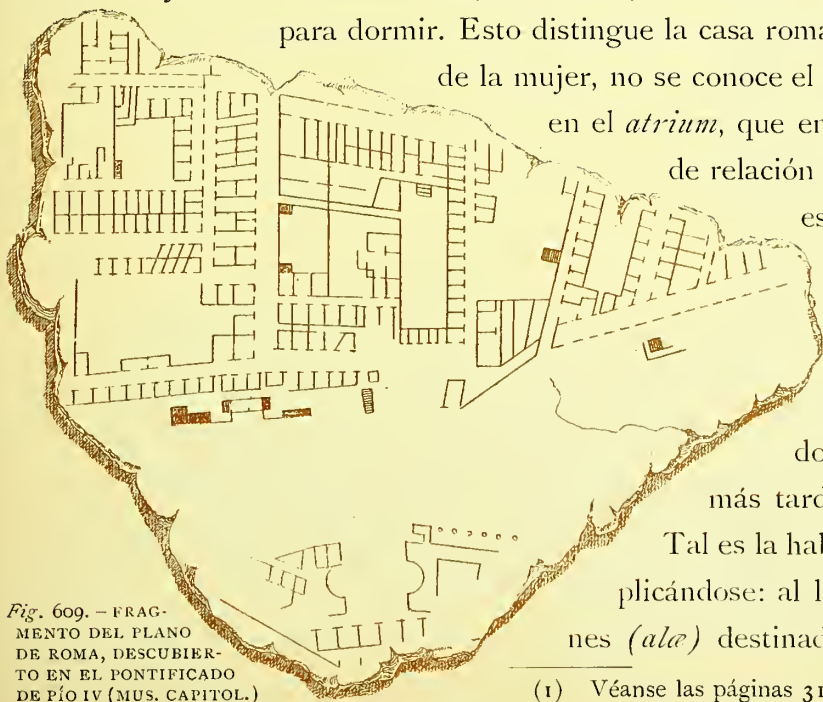 para dormir. Esto distingue la casa roma
de la mujer, no se conoce el
en el atrium, que en
de relación
es
do
más tard
Tal es la hab
plicándose: al l
nes (alæ) destinad
(1) Véanse las páginas 31
Fig. 609. – FRAG-
MENTO DEL PLANO
DE ROMA, DESCUBIER-
TO EN EL PONTIFICADO
DE PÍO IV (MUS. CAPITOL.)